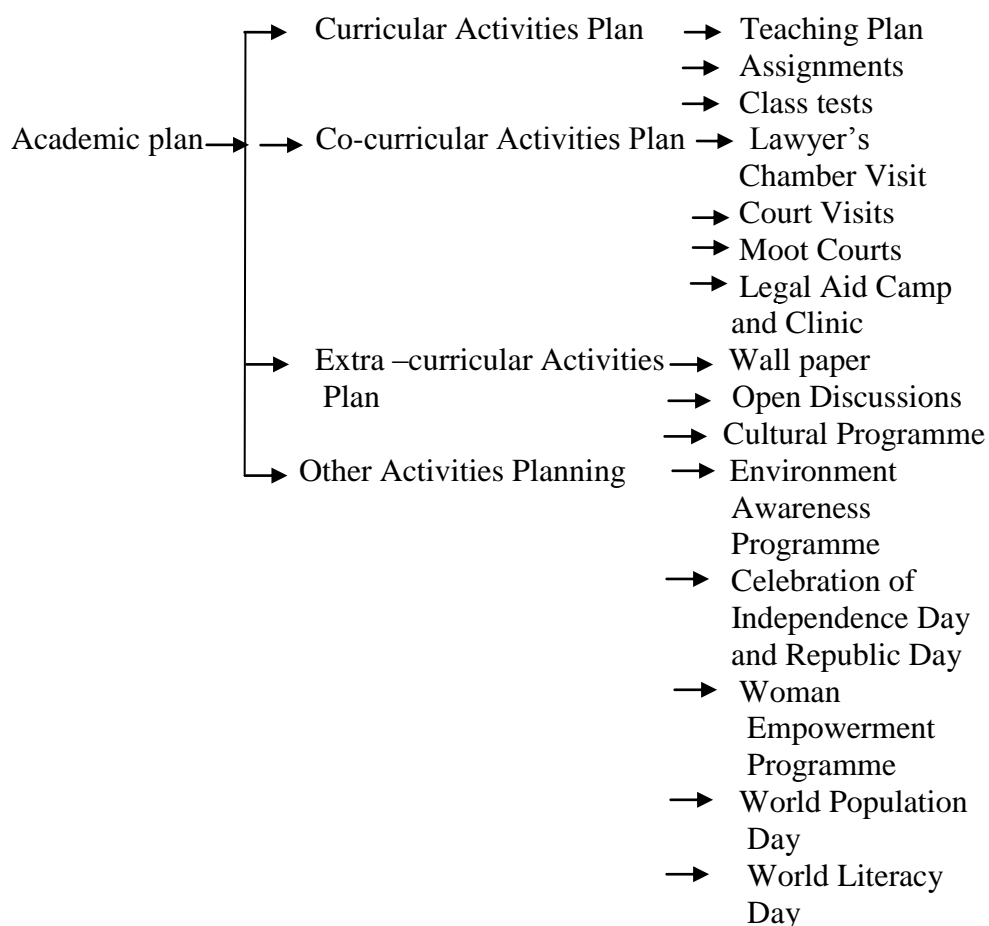 Curricular Activities Plan Teaching Plan
Assignments
Class tests
Academic plan Co-curricular Activities Plan Lawyer’s
Chamber Visit
Court Visits
Moot Courts
Legal Aid Camp
and Clinic
Extra –curricular Activities Wall paper
Plan Open Discussions
Cultural Programme
Other Activities Planning Environment
Awareness
Programme
Celebration of
Independence Day
and Republic Day
Woman
Empowerment
Programme
World Population
Day
World Literacy
Day